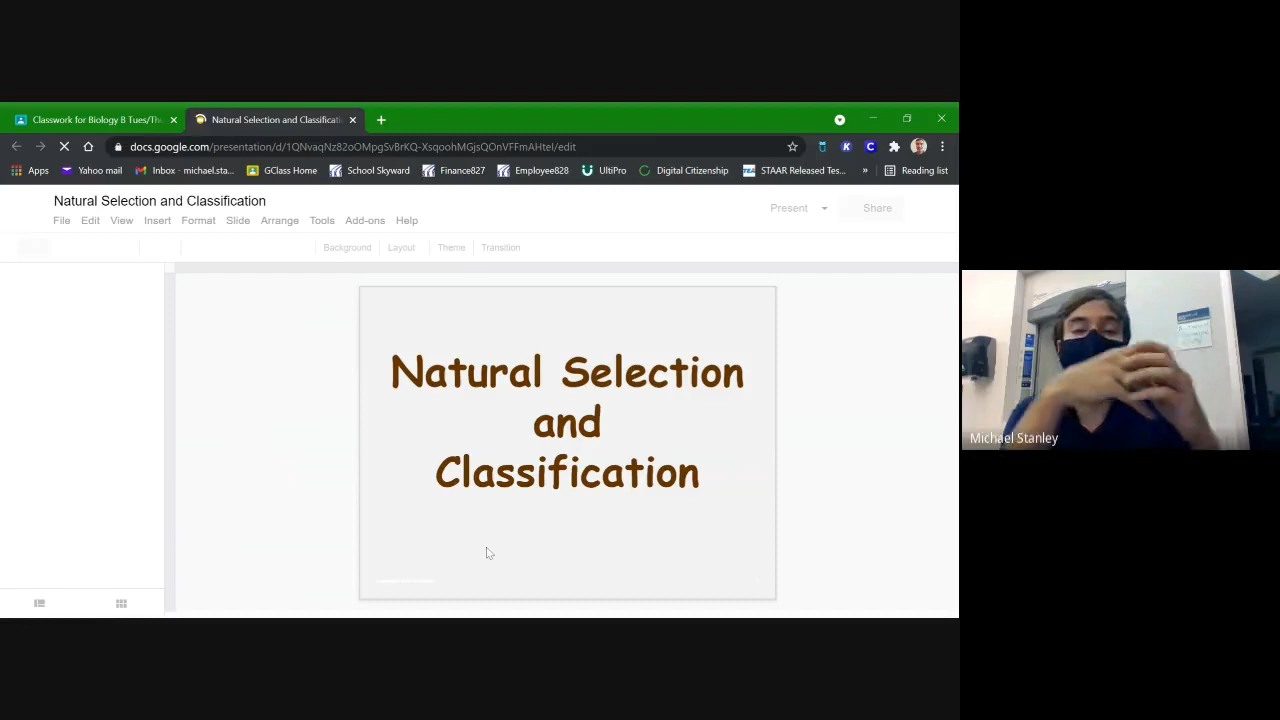 Classwork for Biology B Tues/Thu
Natural Selection and Classificati
docs.google.com/presentation/d/1QNvaqNz82oOMpgSvBrKQ-XsqoohMGjsQOnVFFmAHteI/edit
Apps
Yahoo mail
Inbox - michael.sta...
GClass Home
School Skyward
Finance827
Employee828
UltiPro
Digital Citizenship
STAAR Released Tes...
»
Reading list
Natural Selection and Classification
File Edit View Insert Format Slide Arrange Tools Add-ons Help
Present
Share
Background Layout Theme Transition
Natural Selection
and
Classification
Michael Stanley